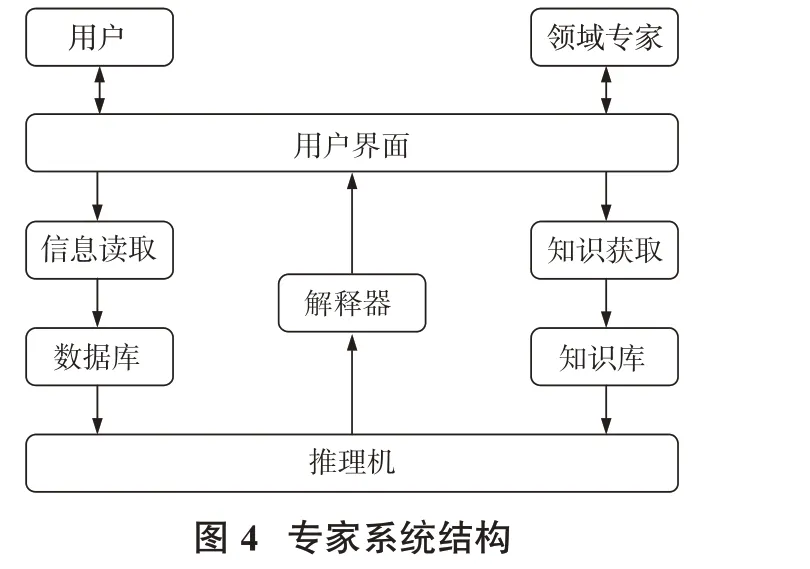 用户
领域专家
用户界面
信息读取
知识获取
解释器
数据库
知识库
推理机
图 4 专家系统结构